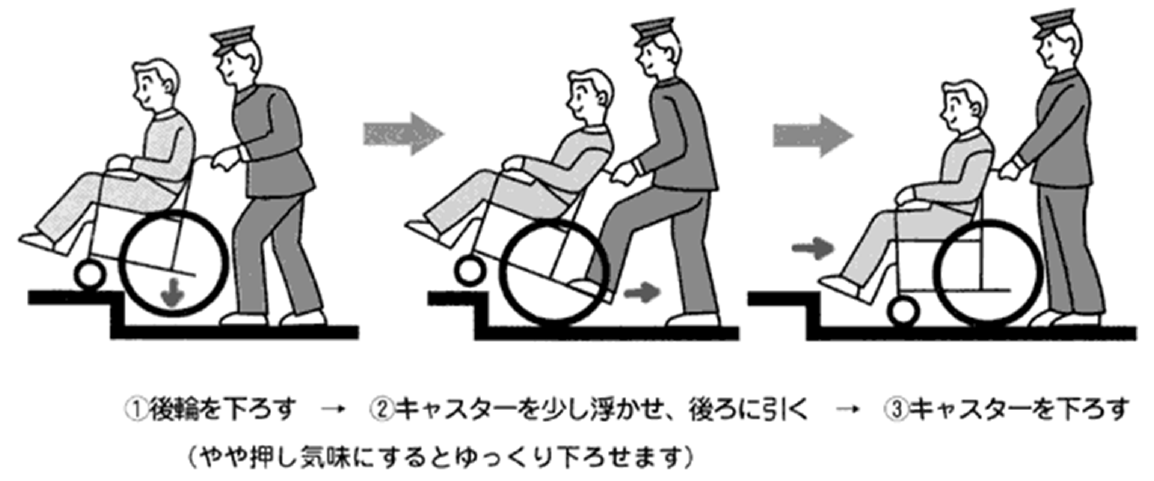 ①後輪を下ろす → ②キャスターを少し浮かせ、後ろに引く → ③キャスターを下ろす
（やや押し気味にするとゆっくり下ろせます）